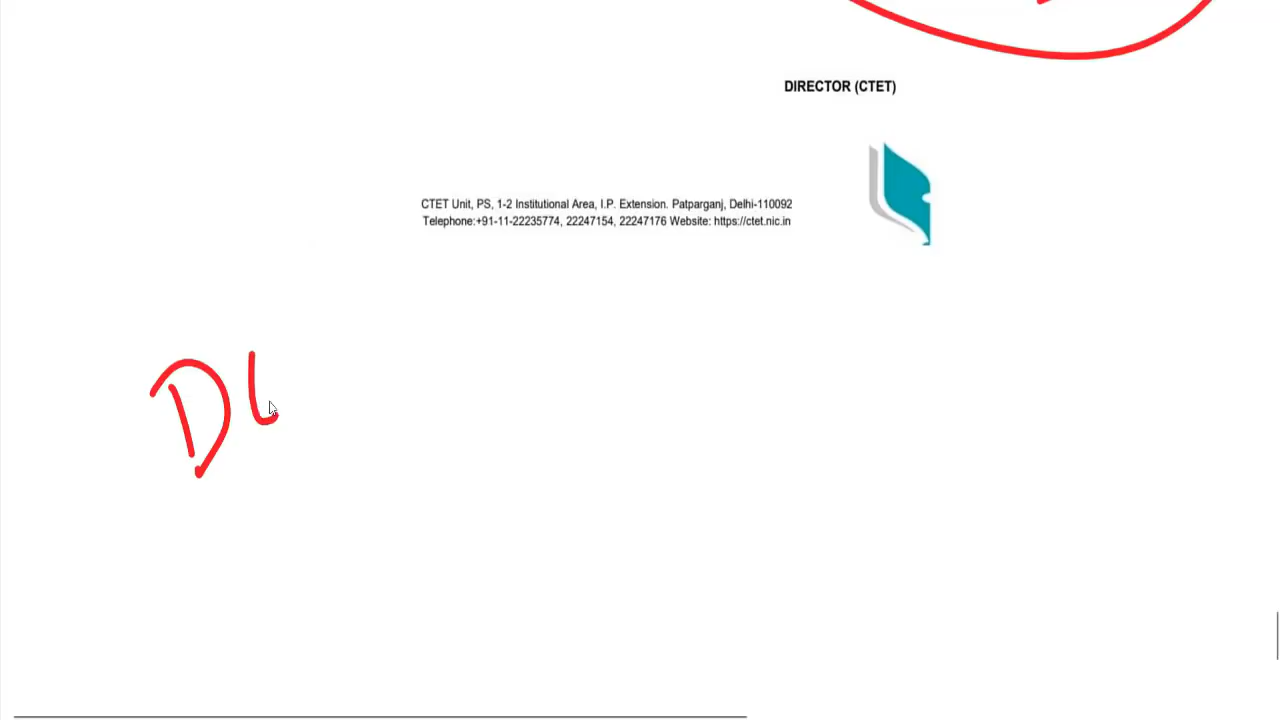 DIRECTOR (CTET)
CTET Unit, PS, 1-2 Institutional Area, I.P. Extension. Patparganj, Delhi-110092
Telephone:+91-11-22235774, 22247154, 22247176 Website: https://ctet.nic.in
D